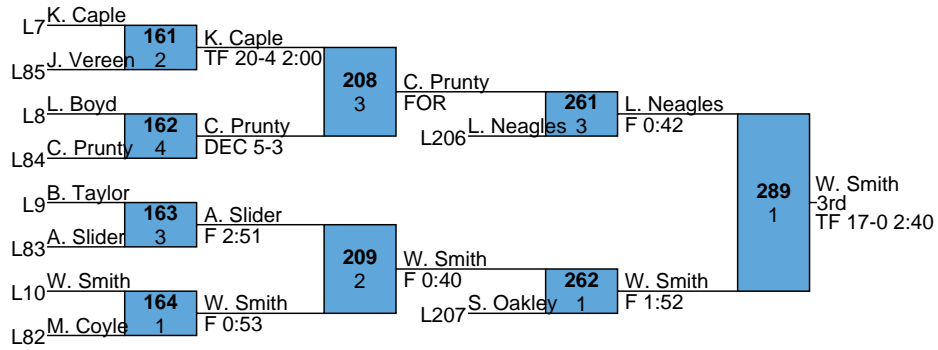 L7 K. Caple
161
2
L85 J. Vereen
K. Caple
TF 20-4 2:00
208
3
L8 L. Boyd
162
4
L84 C. Prunty
C. Prunty
DEC 5-3
C. Prunty
FOR
261
3
L206 L. Neagles
L. Neagles
F 0:42
L9 B. Taylor
163
3
L83 A. Slider
A. Slider
F 2:51
209
2
L10 W. Smith
164
1
L82 M. Coyle
W. Smith
F 0:53
W. Smith
F 0:40
262
1
L207 S. Oakley
W. Smith
F 1:52
289
1
W. Smith
3rd
TF 17-0 2:40